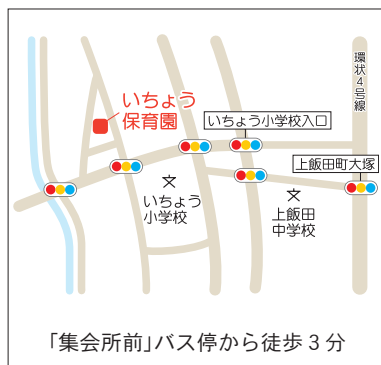 環状4号線
いちょう
保育園
いちょう小学校入口
上飯田町大塚
いちょう
小学校
上飯田
中学校
「集会所前」バス停から徒歩3分